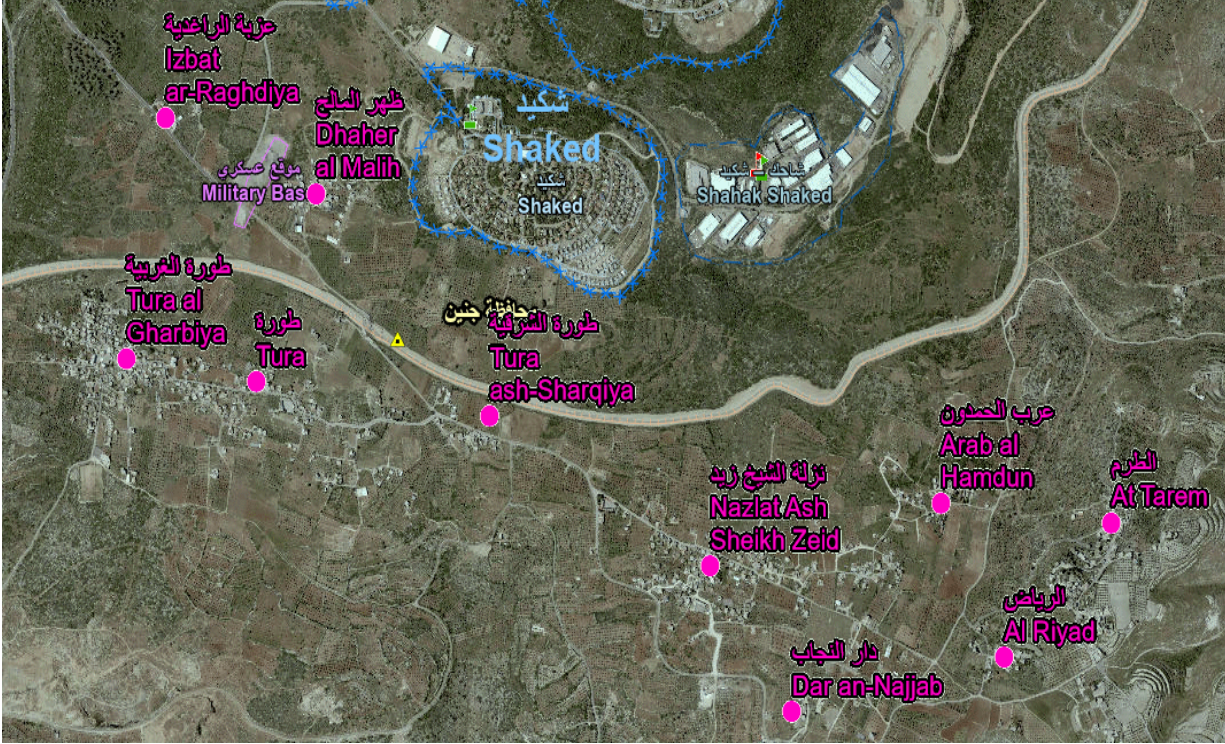 عزبة الراغدية
Izbat
ar-Raghdiya
ظهر المالح
Dhaher
al Malih
موقع عسكري
Military Bas
شكيد
Shaked
شكيد
Shaked
شاحك - شكيد
Shahak Shaked
طورة الغربية
Tura al
Gharbiya
طورة
Tura
حافظة جنين
طورة الشرقية
Tura
ash-Sharqiya
عرب الحمدون
Arab al
Hamdun
الطرم
At Tarem
نزلة الشيخ زيد
Nazlat Ash
Sheikh Zeid
الرياض
Al Riyad
دار النجاب
Dar an-Najjab